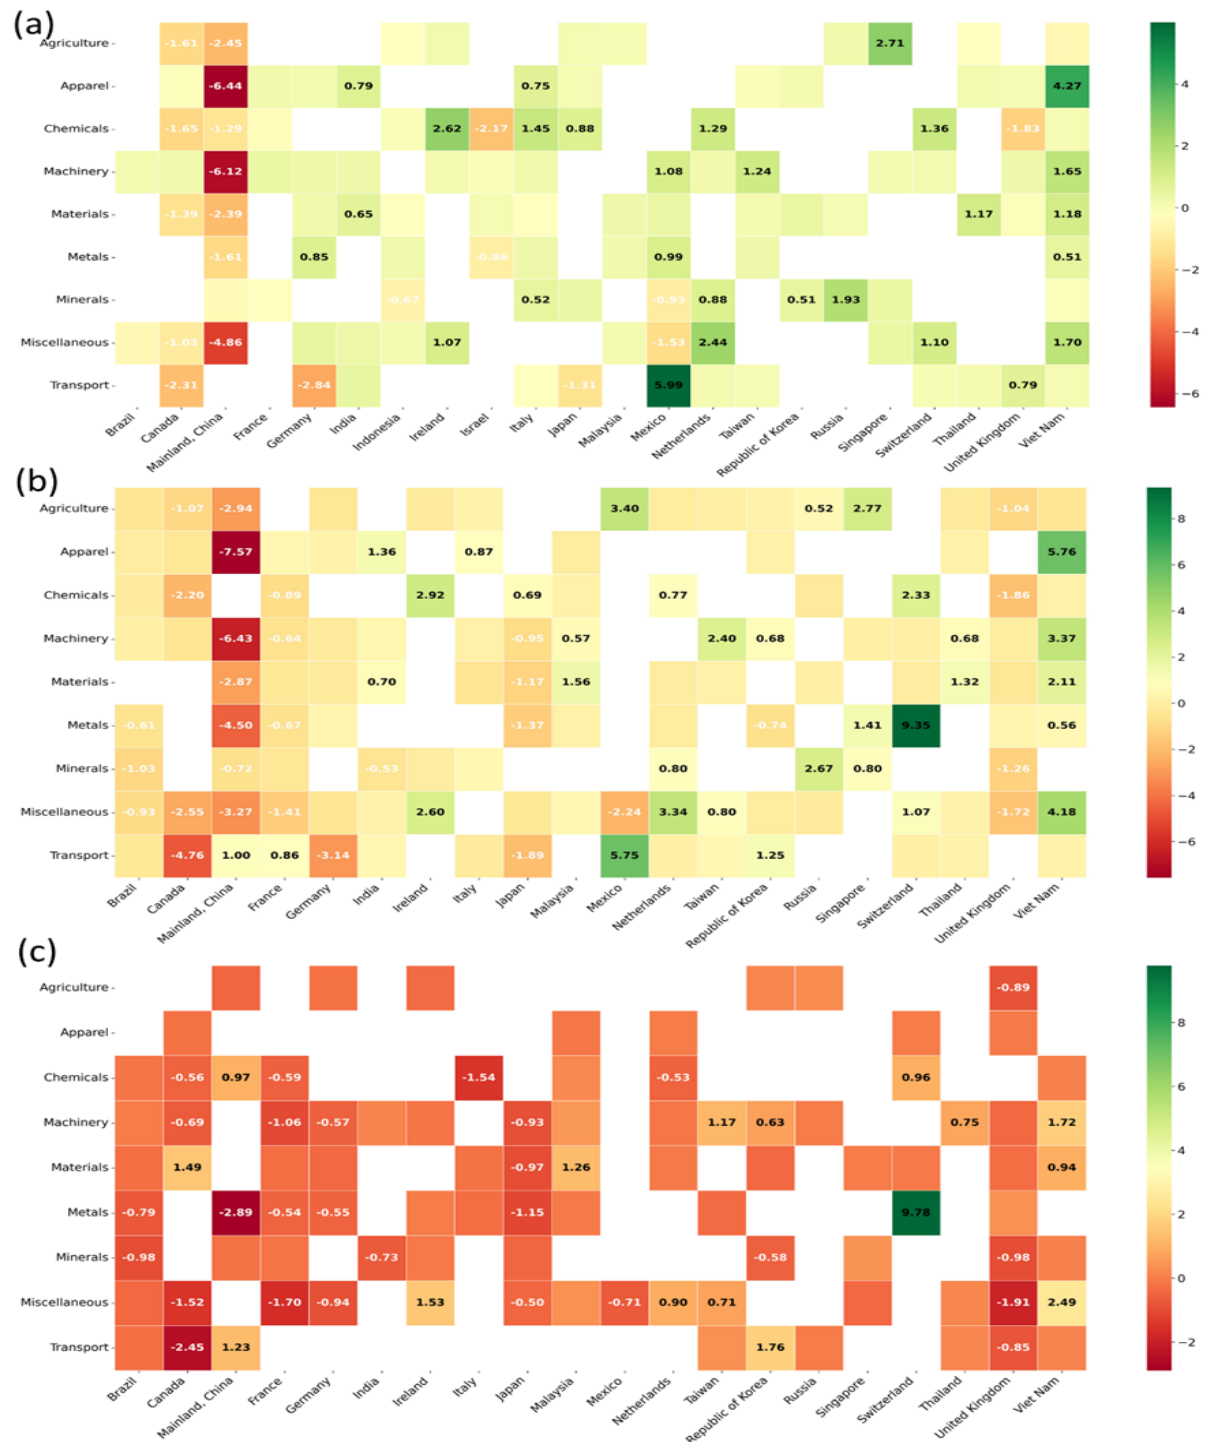 (a)
Agriculture -1.61 -2.45 2.71
Apparel -6.44 0.79 0.75 4.27
Chemicals -1.65 -1.29 2.62 -2.17 1.45 0.88 1.29 1.36 -1.83
Machinery -6.12 1.08 1.24 1.65
Materials -1.39 -2.39 0.65 1.17 1.18
Metals -1.61 0.85 -0.86 0.99 0.51
Minerals -0.67 0.52 -0.93 0.88 0.51 1.93
Miscellaneous -1.03 -4.86 1.07 -1.53 2.44 1.10 1.70
Transport -2.31 -2.84 -1.31 5.99 0.79
Brazil Canada Mainland, China France Germany India Indonesia Ireland Israel Italy Japan Malaysia Mexico Netherlands Taiwan Republic of Korea Russia Singapore Switzerland Thailand United Kingdom Viet Nam
4
2
0
−2
−4
−6
(b)
Agriculture -1.07 -2.94 3.40 0.52 2.77 -1.04
Apparel -7.57 1.36 0.87 5.76
Chemicals -2.20 -0.89 2.92 0.69 0.77 2.33 -1.86
Machinery -6.43 -0.64 -0.95 0.57 2.40 0.68 0.68 3.37
Materials -2.87 0.70 -1.17 1.56 1.32 2.11
Metals -0.61 -4.50 -0.67 -1.37 -0.74 1.41 9.35 0.56
Minerals -1.03 -0.72 -0.53 0.80 2.67 0.80 -1.26
Miscellaneous -0.93 -2.55 -3.27 -1.41 2.60 -2.24 3.34 0.80 1.07 -1.72 4.18
Transport -4.76 1.00 0.86 -3.14 -1.89 5.75 1.25
Brazil Canada Mainland, China France Germany India Ireland Italy Japan Malaysia Mexico Netherlands Taiwan Republic of Korea Russia Singapore Switzerland Thailand United Kingdom Viet Nam
8
6
4
2
0
−2
−4
−6
(c)
Agriculture -0.89
Apparel
Chemicals -0.56 0.97 -0.59 -1.54 -0.53 0.96
Machinery -0.69 -1.06 -0.57 -0.93 1.17 0.63 0.75 1.72
Materials 1.49 -0.97 1.26 0.94
Metals -0.79 -2.89 -0.54 -0.55 -1.15 9.78
Minerals -0.98 -0.73 -0.58 -0.98
Miscellaneous -1.52 -1.70 -0.94 1.53 -0.50 -0.71 0.90 0.71 -1.91 2.49
Transport -2.45 1.23 1.76 -0.85
Brazil Canada Mainland, China France Germany India Ireland Italy Japan Malaysia Mexico Netherlands Taiwan Republic of Korea Russia Singapore Switzerland Thailand United Kingdom Viet Nam
8
6
4
2
0
−2